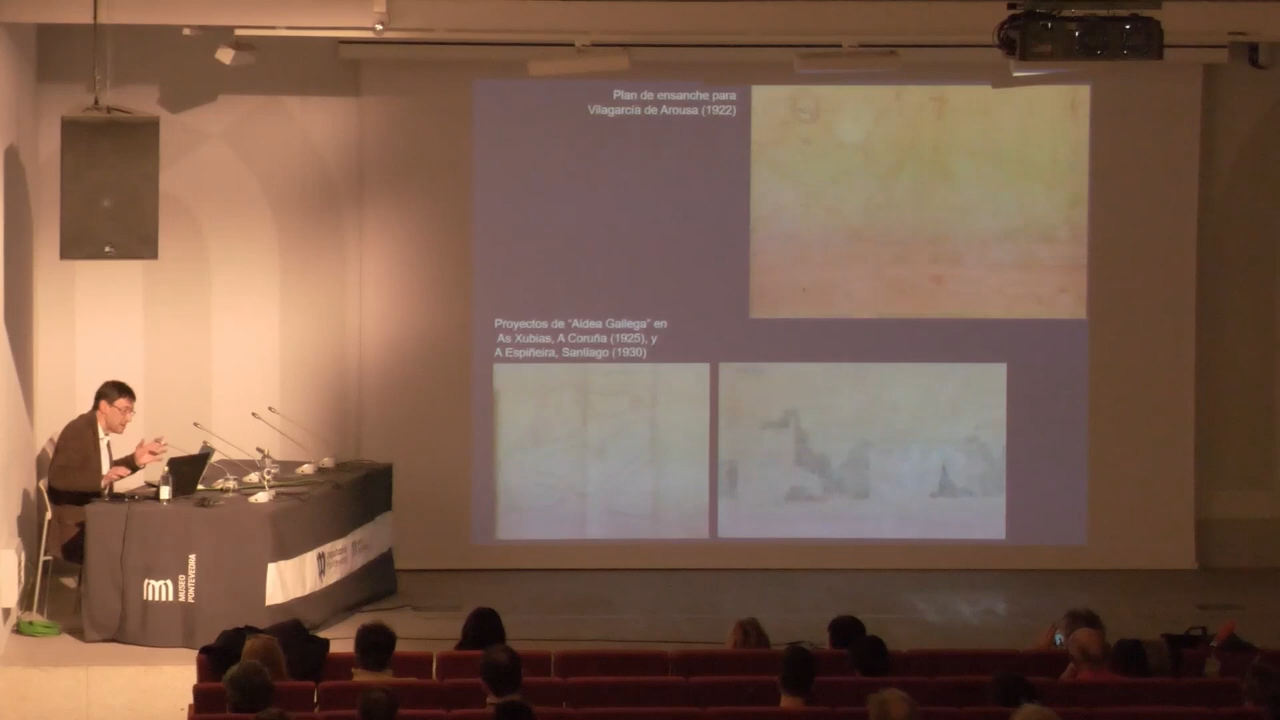 Plan de ensanche para
Vilagarcía de Arousa (1922)
Proyectos de “Aldea Gallega” en
As Xubias, A Coruña (1925), y
A Espiñeira, Santiago (1930)
MUSEO
PONTEVEDRA